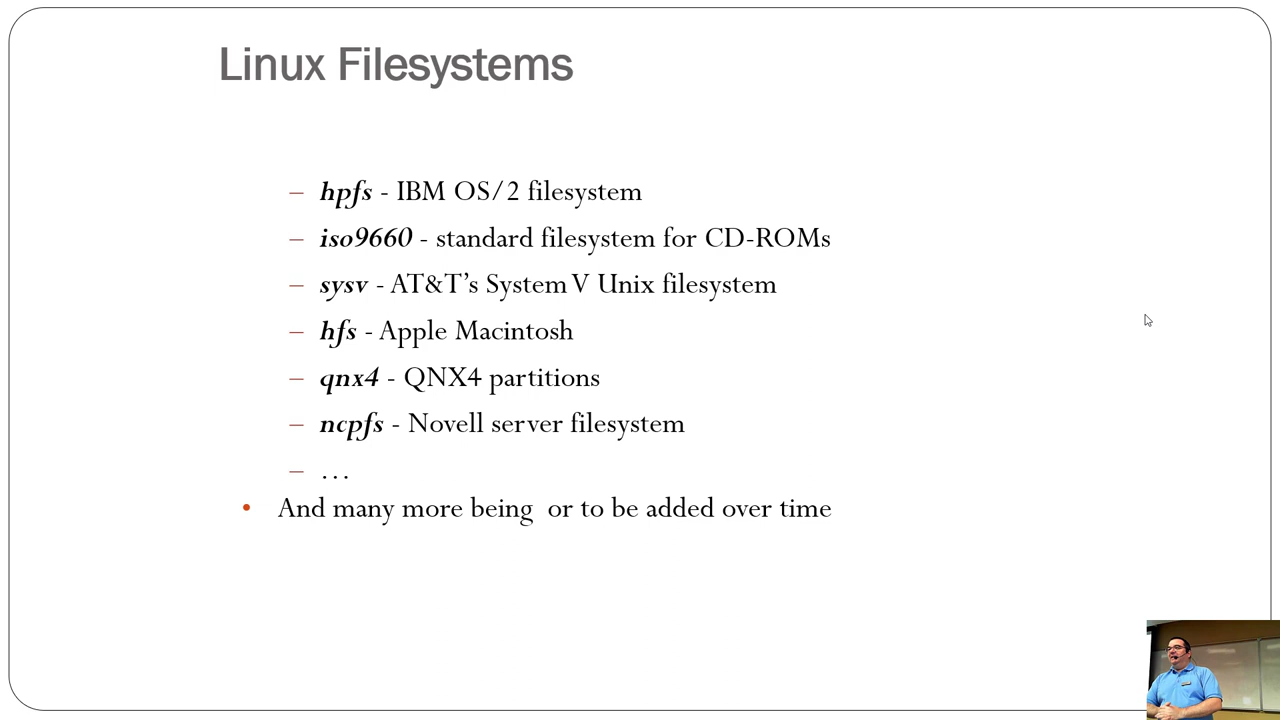 Linux Filesystems
– hpfs - IBM OS/2 filesystem
– iso9660 - standard filesystem for CD-ROMs
– sysv - AT&T’s System V Unix filesystem
– hfs - Apple Macintosh
– qnx4 - QNX4 partitions
– ncpfs - Novell server filesystem
– …
• And many more being  or to be added over time